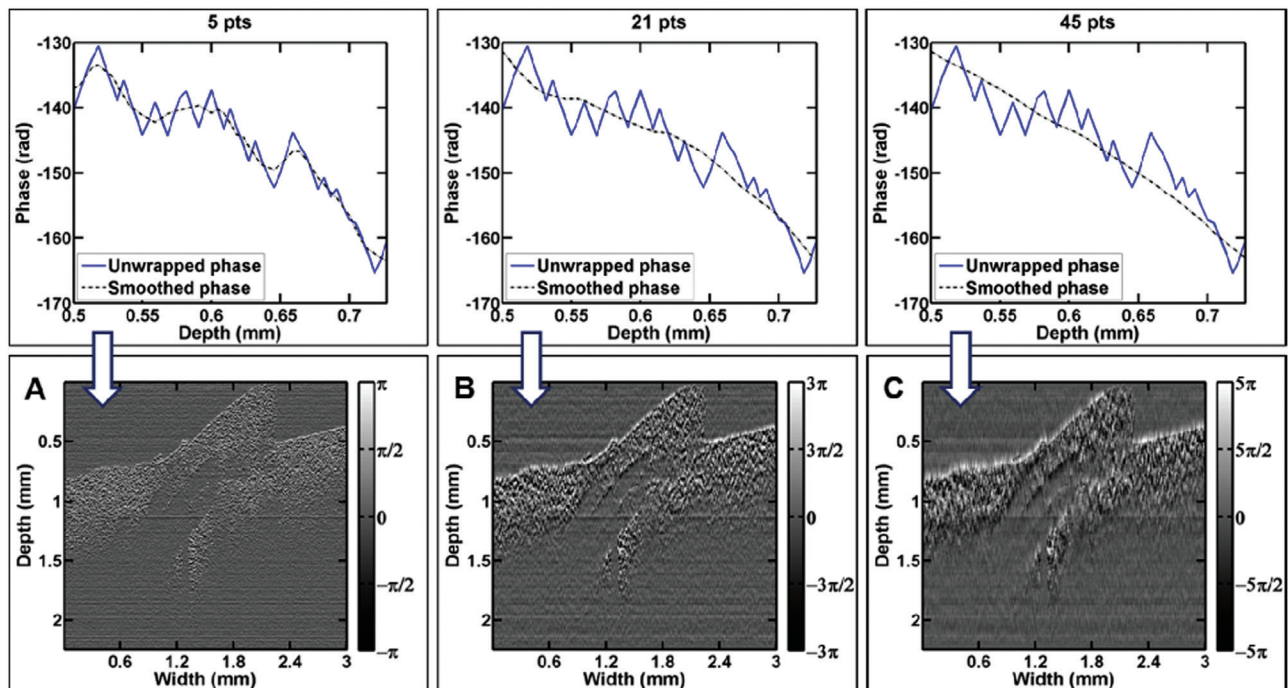 5 pts
-130
-140
-150
-160
-170
Phase (rad)
Unwrapped phase
Smoothed phase
0.5 0.55 0.6 0.65 0.7
Depth (mm)
21 pts
-130
-140
-150
-160
-170
Phase (rad)
Unwrapped phase
Smoothed phase
0.5 0.55 0.6 0.65 0.7
Depth (mm)
45 pts
-130
-140
-150
-160
-170
Phase (rad)
Unwrapped phase
Smoothed phase
0.5 0.55 0.6 0.65 0.7
Depth (mm)
A
0.5
1
1.5
2
Depth (mm)
0.6 1.2 1.8 2.4 3
Width (mm)
π
π/2
0
−π/2
−π
B
0.5
1
1.5
2
Depth (mm)
0.6 1.2 1.8 2.4 3
Width (mm)
3π
3π/2
0
−3π/2
−3π
C
0.5
1
1.5
2
Depth (mm)
0.6 1.2 1.8 2.4 3
Width (mm)
5π
5π/2
0
−5π/2
−5π